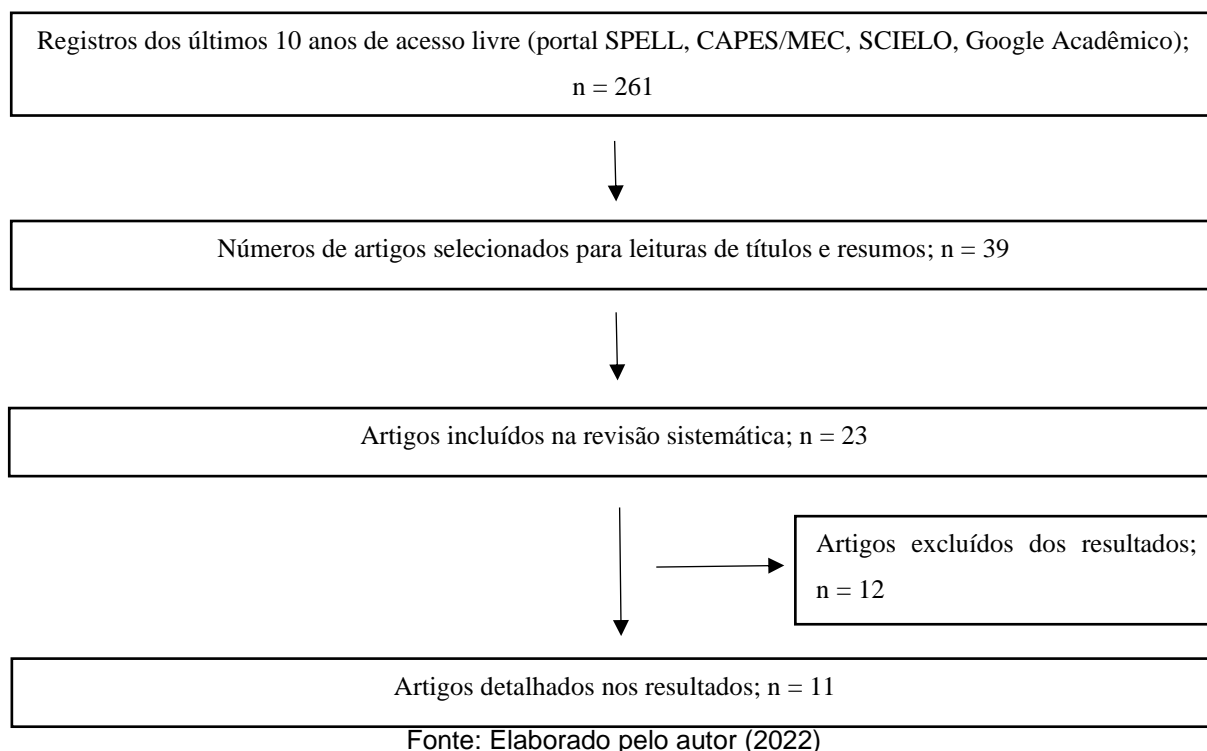 Registros dos últimos 10 anos de acesso livre (portal SPELL, CAPES/MEC, SCIELO, Google Acadêmico);
n = 261
Números de artigos selecionados para leituras de títulos e resumos; n = 39
Artigos incluídos na revisão sistemática; n = 23
Artigos excluídos dos resultados;
n = 12
Artigos detalhados nos resultados; n = 11
Fonte: Elaborado pelo autor (2022)